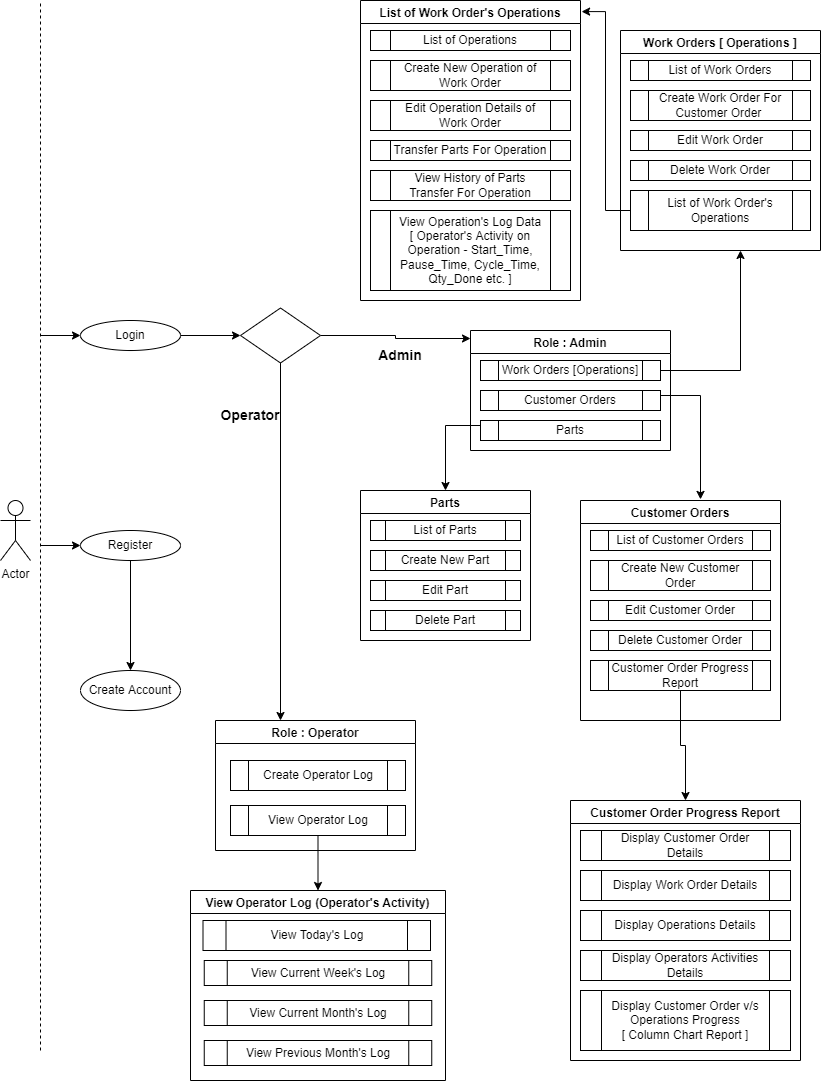 List of Work Order's Operations
List of Operations
Create New Operation of
Work Order
Edit Operation Details of
Work Order
Transfer Parts For Operation
View History of Parts
Transfer For Operation
View Operation's Log Data
[ Operator's Activity on
Operation - Start_Time,
Pause_Time, Cycle_Time,
Qty_Done etc. ]
Work Orders [ Operations ]
List of Work Orders
Create Work Order For
Customer Order
Edit Work Order
Delete Work Order
List of Work Order's
Operations
Login
Admin
Operator
Role : Admin
Work Orders [Operations]
Customer Orders
Parts
Actor
Register
Create Account
Parts
List of Parts
Create New Part
Edit Part
Delete Part
Customer Orders
List of Customer Orders
Create New Customer
Order
Edit Customer Order
Delete Customer Order
Customer Order Progress
Report
Role : Operator
Create Operator Log
View Operator Log
View Operator Log (Operator's Activity)
View Today's Log
View Current Week's Log
View Current Month's Log
View Previous Month's Log
Customer Order Progress Report
Display Customer Order
Details
Display Work Order Details
Display Operations Details
Display Operators Activities
Details
Display Customer Order v/s
Operations Progress
[ Column Chart Report ]